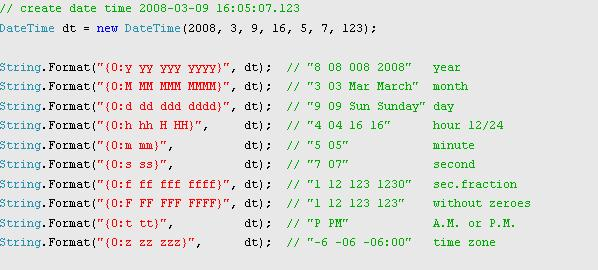 // create date time 2008-03-09 16:05:07.123
DateTime dt = new DateTime(2008, 3, 9, 16, 5, 7, 123);
String.Format("{0:y yy yyy yyyy}", dt); // "8 08 008 2008" year
String.Format("{0:M MM MMM MMMM}", dt); // "3 03 Mar March" month
String.Format("{0:d dd ddd dddd}", dt); // "9 09 Sun Sunday" day
String.Format("{0:h hh H HH}", dt); // "4 04 16 16" hour 12/24
String.Format("{0:m mm}", dt); // "5 05" minute
String.Format("{0:s ss}", dt); // "7 07" second
String.Format("{0:f ff fff ffff}", dt); // "1 12 123 1230" sec.fraction
String.Format("{0:F FF FFF FFFF}", dt); // "1 12 123 123" without zeroes
String.Format("{0:t tt}", dt); // "P PM" A.M. or P.M.
String.Format("{0:z zz zzz}", dt); // "-6 -06 -06:00" time zone